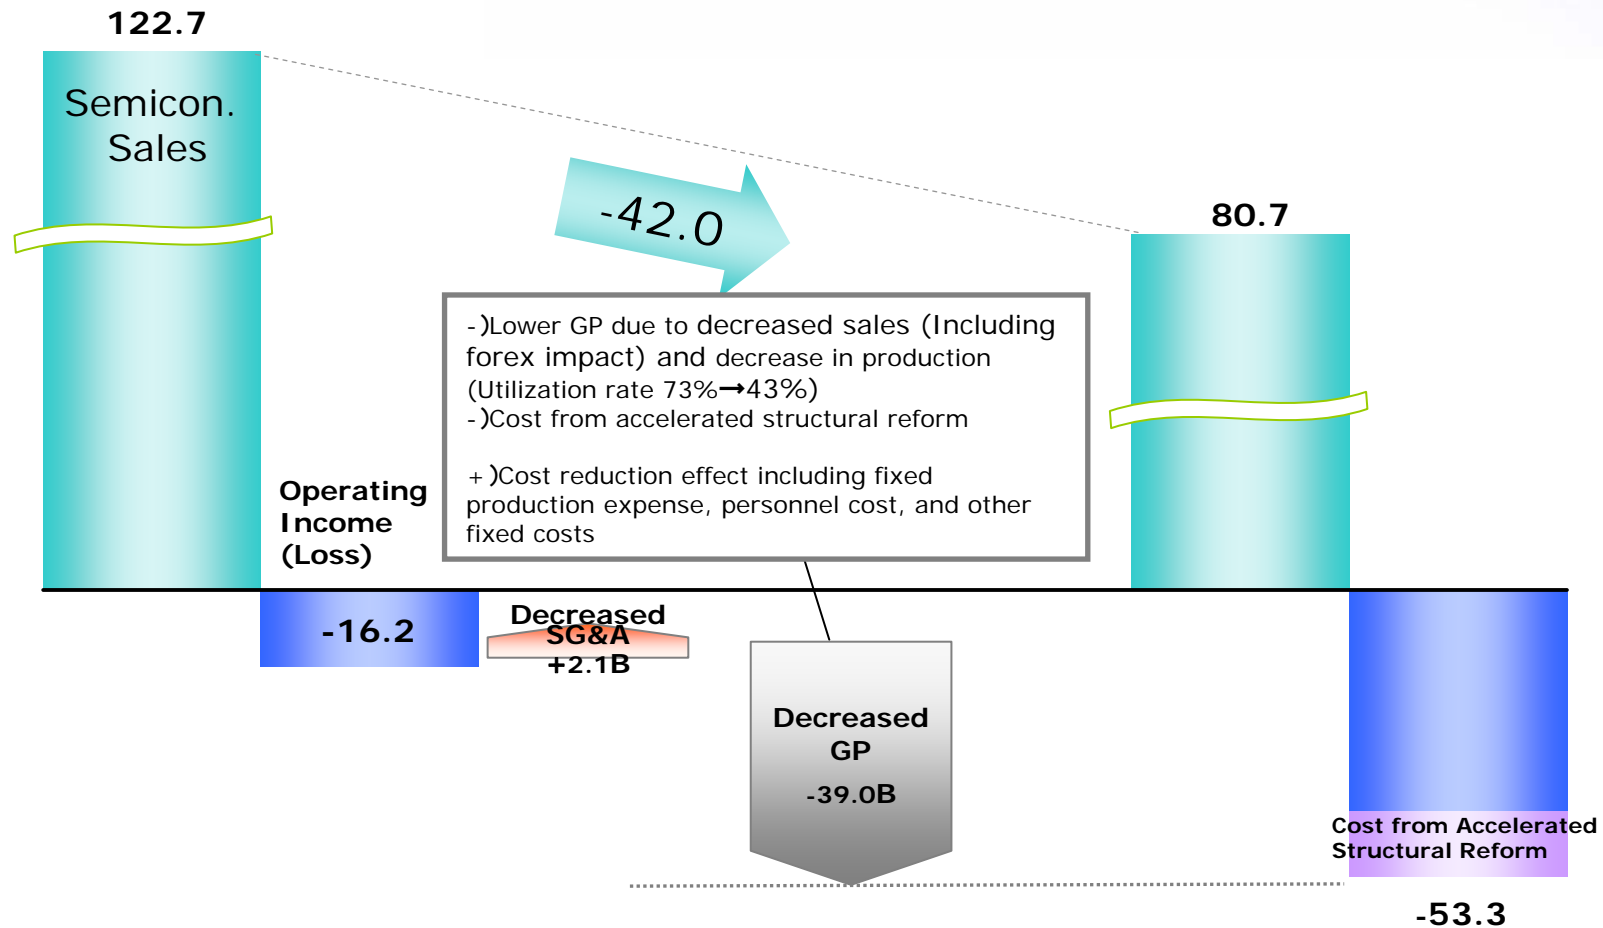 122.7
Semicon.
Sales
-42.0
80.7
-)Lower GP due to decreased sales (Including
forex impact) and decrease in production
(Utilization rate 73%→43%)
-)Cost from accelerated structural reform
+)Cost reduction effect including fixed
production expense, personnel cost, and other
fixed costs
Operating
Income
(Loss)
-16.2
Decreased
SG&A
+2.1B
Decreased
GP
-39.0B
Cost from Accelerated
Structural Reform
-53.3